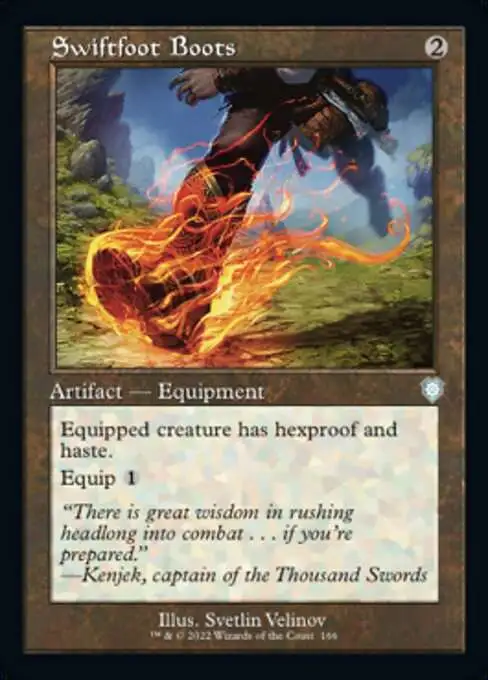 Swiftfoot Boots 2
Artifact — Equipment
Equipped creature has hexproof and
haste.
Equip 1
“There is great wisdom in rushing
headlong into combat . . . if you’re
prepared.”
—Kenjek, captain of the Thousand Swords
Illus. Svetlin Velinov
™ & © 2022 Wizards of the Coast 166